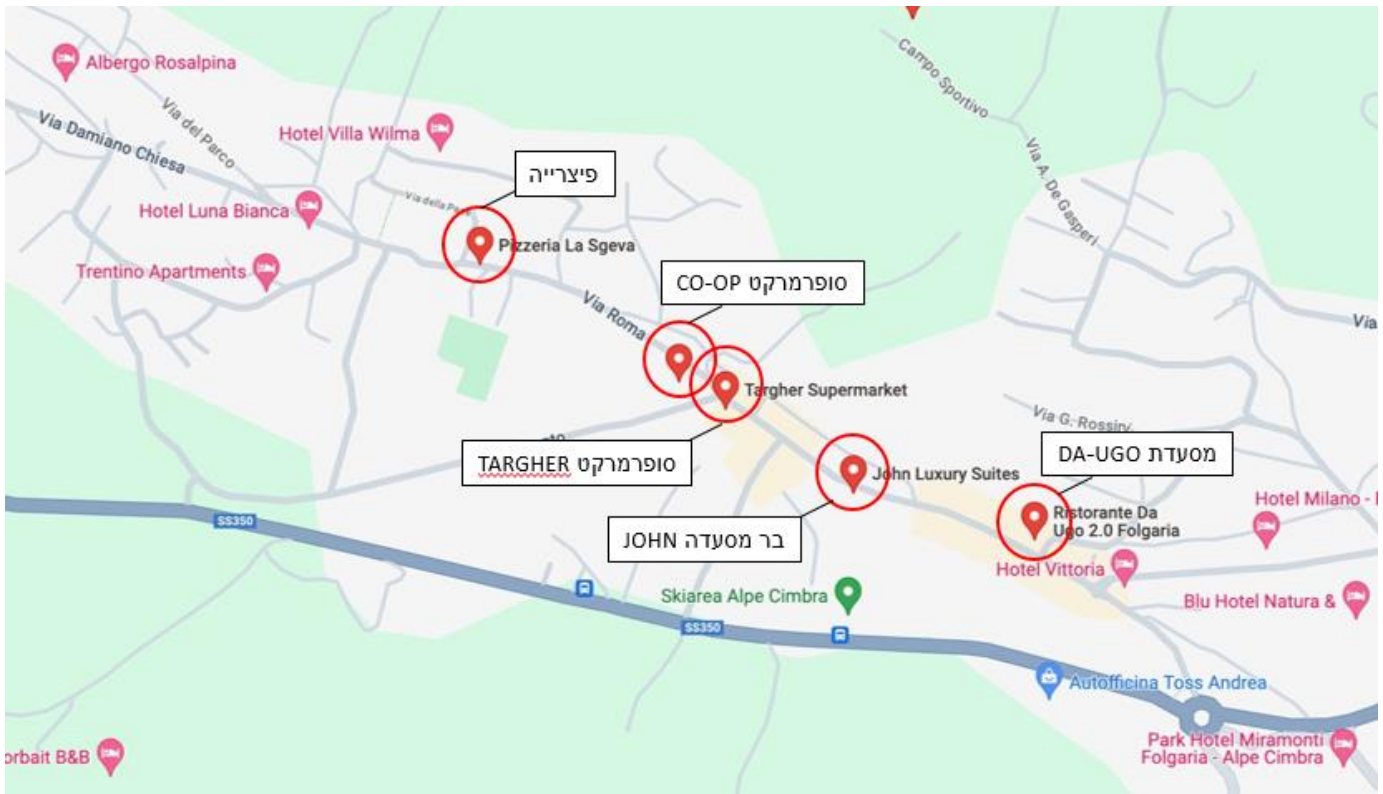 Albergo Rosalpina
Campo Sportivo
Via del Parco
Via Damiano Chiesa
Hotel Villa Wilma
Via A. De Gasperi
פיצרייה
Via della
Hotel Luna Bianca
Pizzeria La Sgeva
Trentino Apartments
סופרמרקט CO-OP
Via Roma
Via
Targher Supermarket
Via G. Rossi
סופרמרקט TARGHER
מסעדת DA-UGO
John Luxury Suites
Hotel Milano -
Ristorante Da
Ugo 2.0 Folgaria
SS350
בר מסעדה JOHN
Hotel Vittoria
Skiarea Alpe Cimbra
Blu Hotel Natura &
SS350
Autofficina Toss Andrea
Park Hotel Miramonti
Folgaria - Alpe Cimbra
orbait B&B